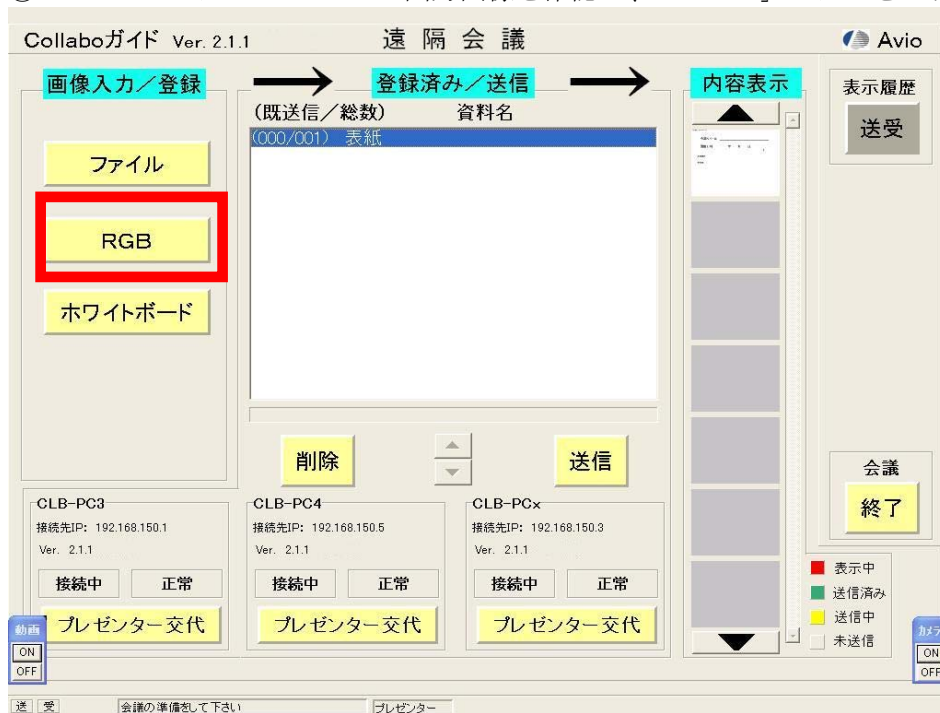 Collaboガイド Ver. 2.1.1
遠隔会議
Avio
画像入力／登録
登録済み／送信
内容表示
表示履歴
送受
(既送信／総数) 資料名
(000/001) 表紙
ファイル
RGB
ホワイトボード
削除
送信
会議
終了
CLB-PC3
接続先IP: 192.168.150.1
Ver. 2.1.1
接続中 正常
プレゼンター交代
CLB-PC4
接続先IP: 192.168.150.5
Ver. 2.1.1
接続中 正常
プレゼンター交代
CLB-PCx
接続先IP: 192.168.150.3
Ver. 2.1.1
接続中 正常
プレゼンター交代
表示中
送信済み
送信中
未送信
動画
ON
OFF
カメラ
ON
OFF
送 受 会議の準備をして下さい プレゼンター